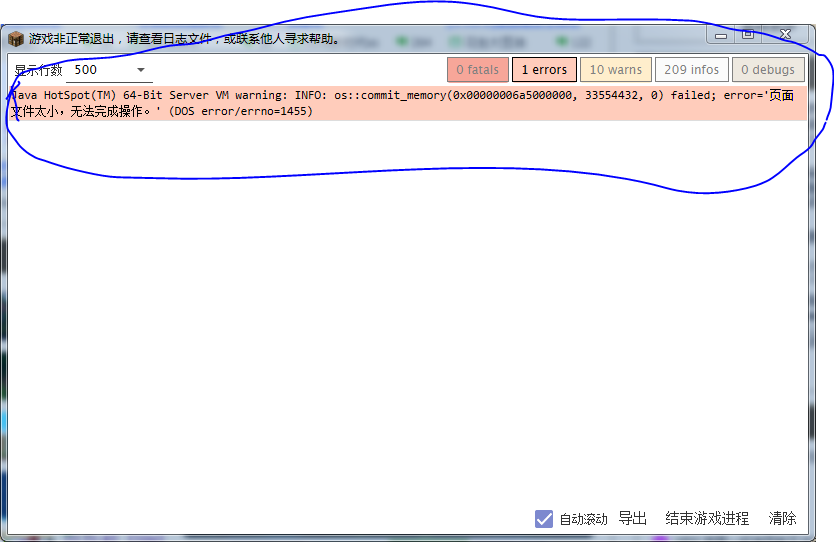 游戏非正常退出，请查看日志文件，或联系他人寻求帮助。
显示行数 500 0 fatals 1 errors 10 warns 209 infos 0 debugs
Java HotSpot(TM) 64-Bit Server VM warning: INFO: os::commit_memory(0x00000006a5000000, 33554432, 0) failed; error='页面
文件太小，无法完成操作。' (DOS error/errno=1455)
自动滚动 导出 结束游戏进程 清除